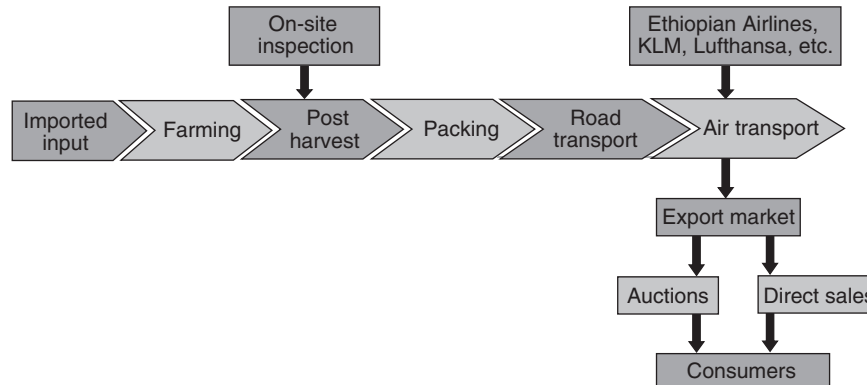 On-site
inspection
Ethiopian Airlines,
KLM, Lufthansa, etc.
Imported
input
Farming
Post
harvest
Packing
Road
transport
Air transport
Export market
Auctions
Direct sales
Consumers